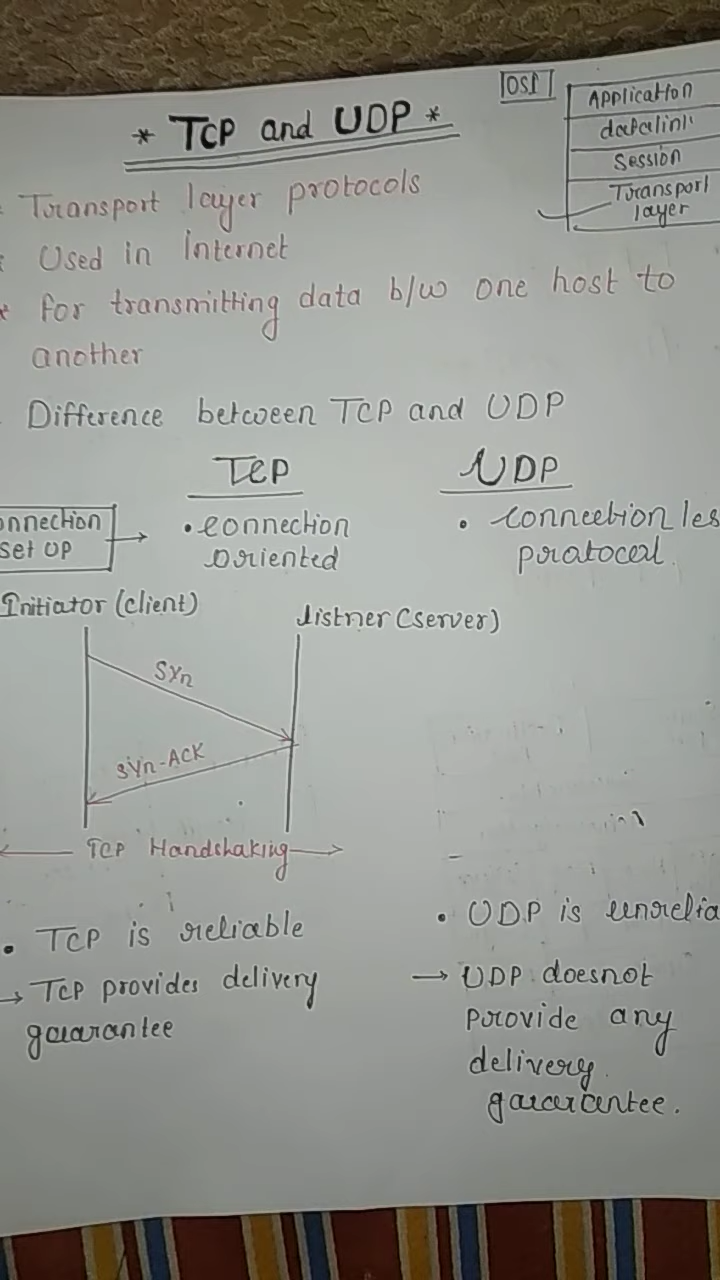 OSI
Application
datalink
Session
Transport
layer
* TCP and UDP *
Transport layer protocols
Used in Internet
* for transmitting data b/w one host to
another
Difference between TCP and UDP
TCP
UDP
onnection
set up
• connection
oriented
• connection les
protocal.
Initiator (client)
listner (server)
Syn
syn-ACK
TCP Handshaking
• TCP is reliable
→ TCP provides delivery
guarantee
• UDP is unrelia
→ UDP doesnot
provide any
delivery
guarantee.